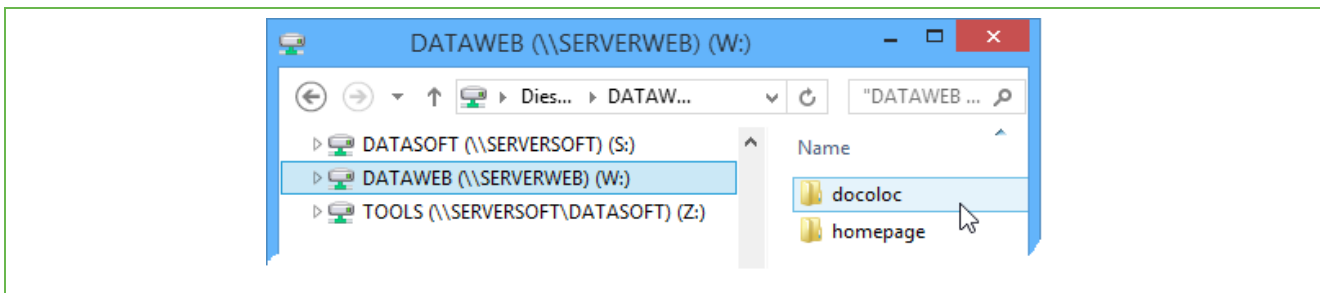 DATAWEB (\\SERVERWEB) (W:)
Dies... DATAW... "DATAWEB ...
DATASOFT (\\SERVERSOFT) (S:)
DATAWEB (\\SERVERWEB) (W:)
TOOLS (\\SERVERSOFT\DATASOFT) (Z:)
Name
docoloc
homepage